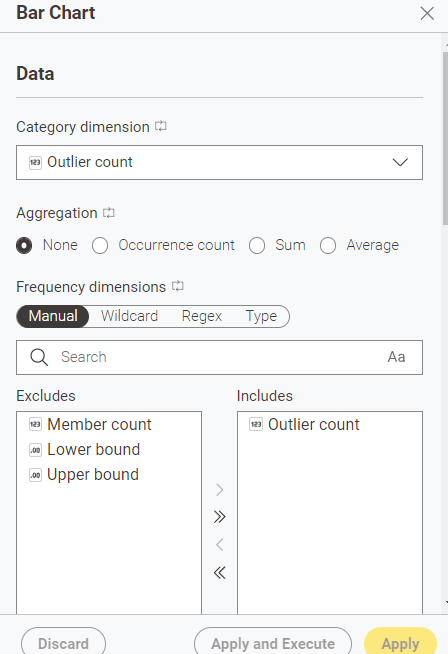 Bar Chart
Data
Category dimension
123 Outlier count
Aggregation
None Occurrence count Sum Average
Frequency dimensions
Manual Wildcard Regex Type
Search Aa
Excludes Includes
123 Member count 123 Outlier count
.00 Lower bound
.00 Upper bound
Discard Apply and Execute Apply